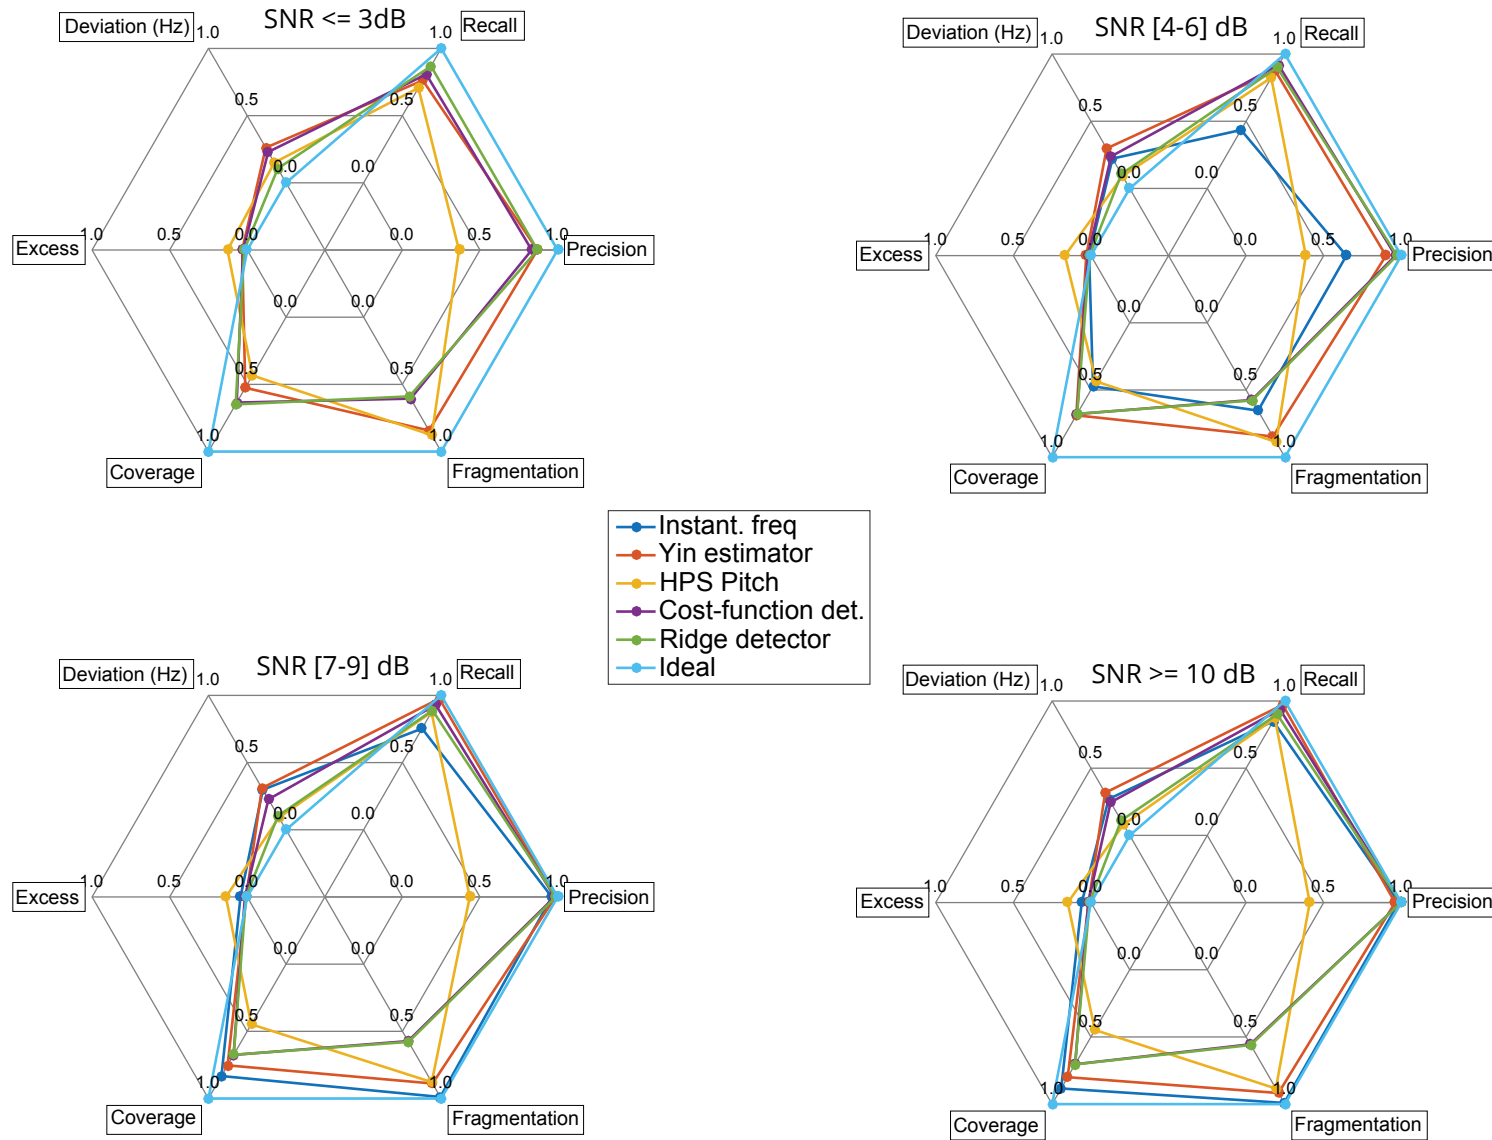 SNR <= 3dB
Deviation (Hz)
1.0
1.0
Recall
0.5
0.5
0.0
0.0
Excess
1.0
0.5
0.0
0.0
0.5
1.0
Precision
0.0
0.0
0.5
0.5
1.0
1.0
Coverage
Fragmentation
SNR [4-6] dB
Deviation (Hz)
1.0
1.0
Recall
0.5
0.5
0.0
0.0
Excess
1.0
0.5
0.0
0.0
0.5
1.0
Precision
0.0
0.0
0.5
0.5
1.0
1.0
Coverage
Fragmentation
Instant. freq
Yin estimator
HPS Pitch
Cost-function det.
Ridge detector
Ideal
SNR [7-9] dB
Deviation (Hz)
1.0
1.0
Recall
0.5
0.5
0.0
0.0
Excess
1.0
0.5
0.0
0.0
0.5
1.0
Precision
0.0
0.0
0.5
0.5
1.0
1.0
Coverage
Fragmentation
SNR >= 10 dB
Deviation (Hz)
1.0
1.0
Recall
0.5
0.5
0.0
0.0
Excess
1.0
0.5
0.0
0.0
0.5
1.0
Precision
0.0
0.0
0.5
0.5
1.0
1.0
Coverage
Fragmentation